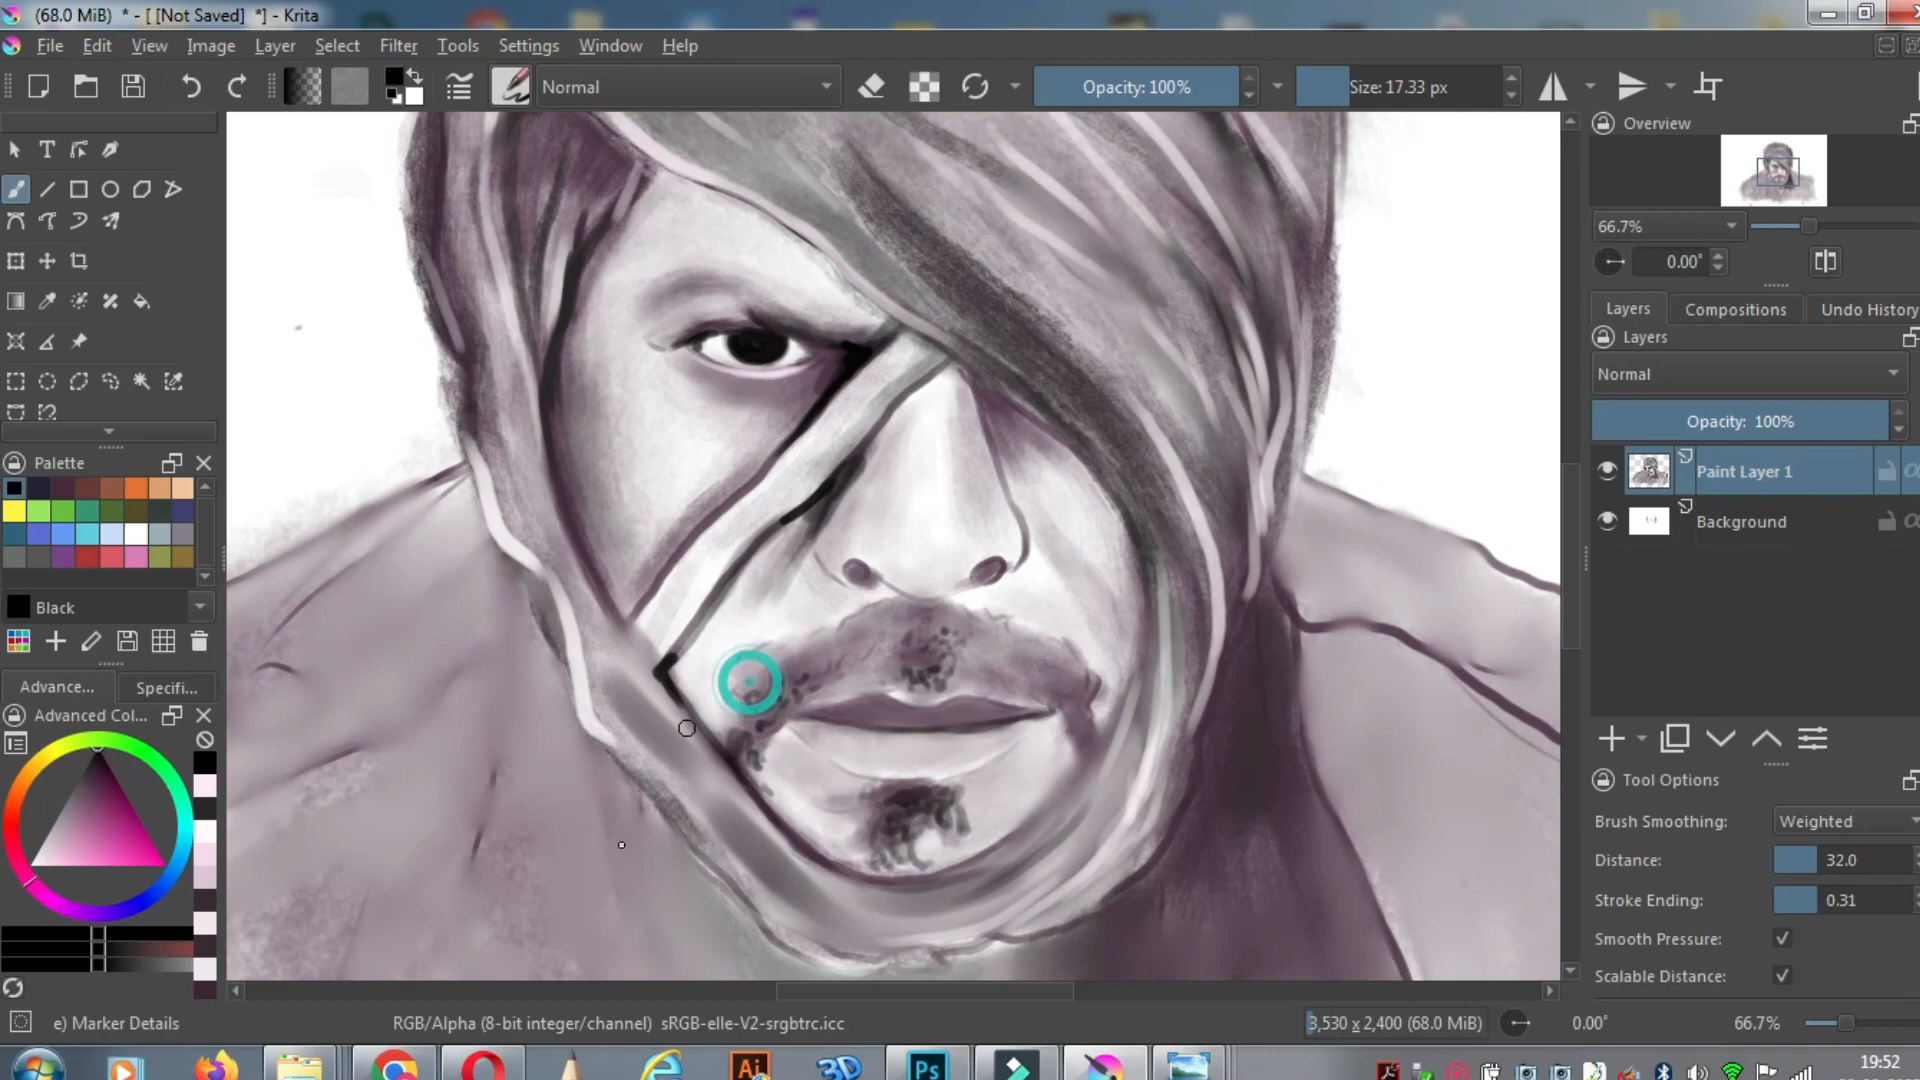 (68.0 MiB) * - [ [Not Saved] *] - Krita
File Edit View Image Layer Select Filter Tools Settings Window Help
Normal
Opacity: 100%
Size: 17.33 px
Overview
66.7%
0.00°
Layers Compositions Undo History
Layers
Normal
Opacity: 100%
Paint Layer 1
Background
Tool Options
Brush Smoothing: Weighted
Distance: 32.0
Stroke Ending: 0.31
Smooth Pressure:
Scalable Distance:
Palette
Black
Advance... Specifi...
Advanced Col...
e) Marker Details
RGB/Alpha (8-bit integer/channel) sRGB-elle-V2-srgbtrc.icc
3,530 x 2,400 (68.0 MiB)
0.00°
66.7%
Ai
3D
Ps
19:52